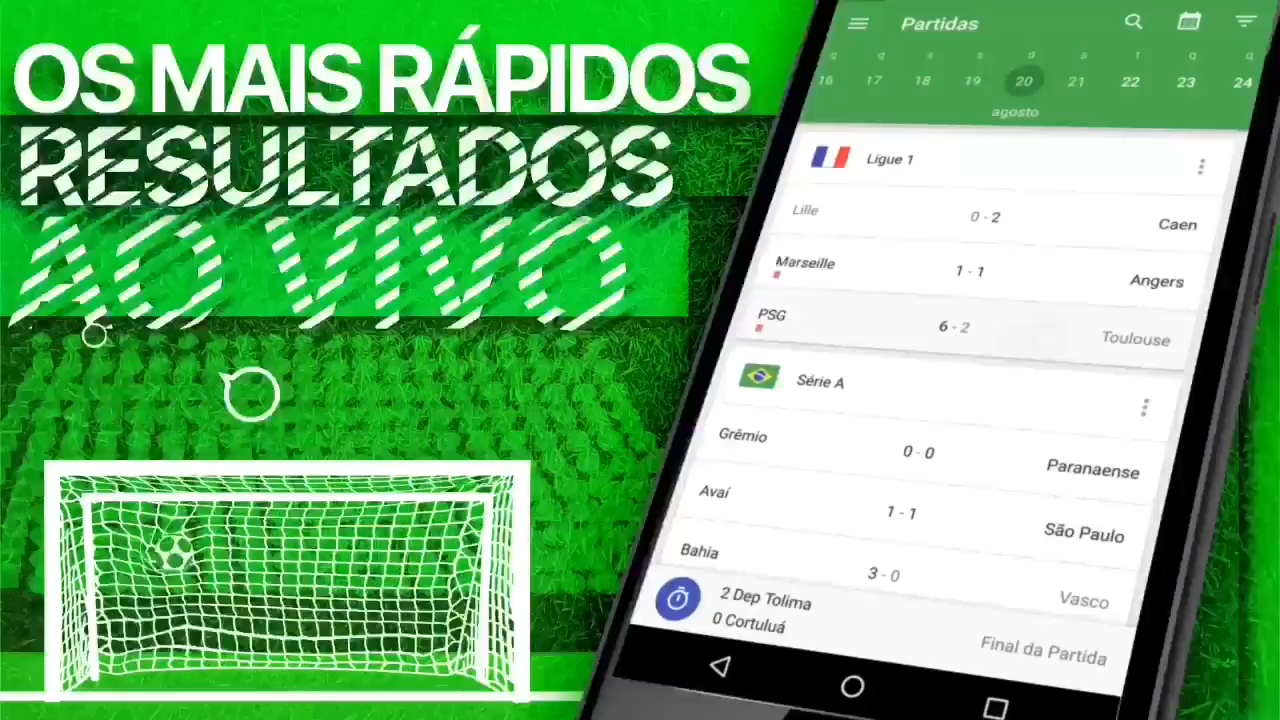 OS MAIS RÁPIDOS
RESULTADOS
AO VIVO
Partidas
q q s s d s t q q
16 17 18 19 20 21 22 23 24
agosto
Ligue 1
Lille 0 - 2 Caen
Marseille 1 - 1 Angers
PSG 6 - 2 Toulouse
Série A
Grêmio 0 - 0 Paranaense
Avaí 1 - 1 São Paulo
Bahia 3 - 0 Vasco
2 Dep Tolima
0 Cortuluá
Final da Partida